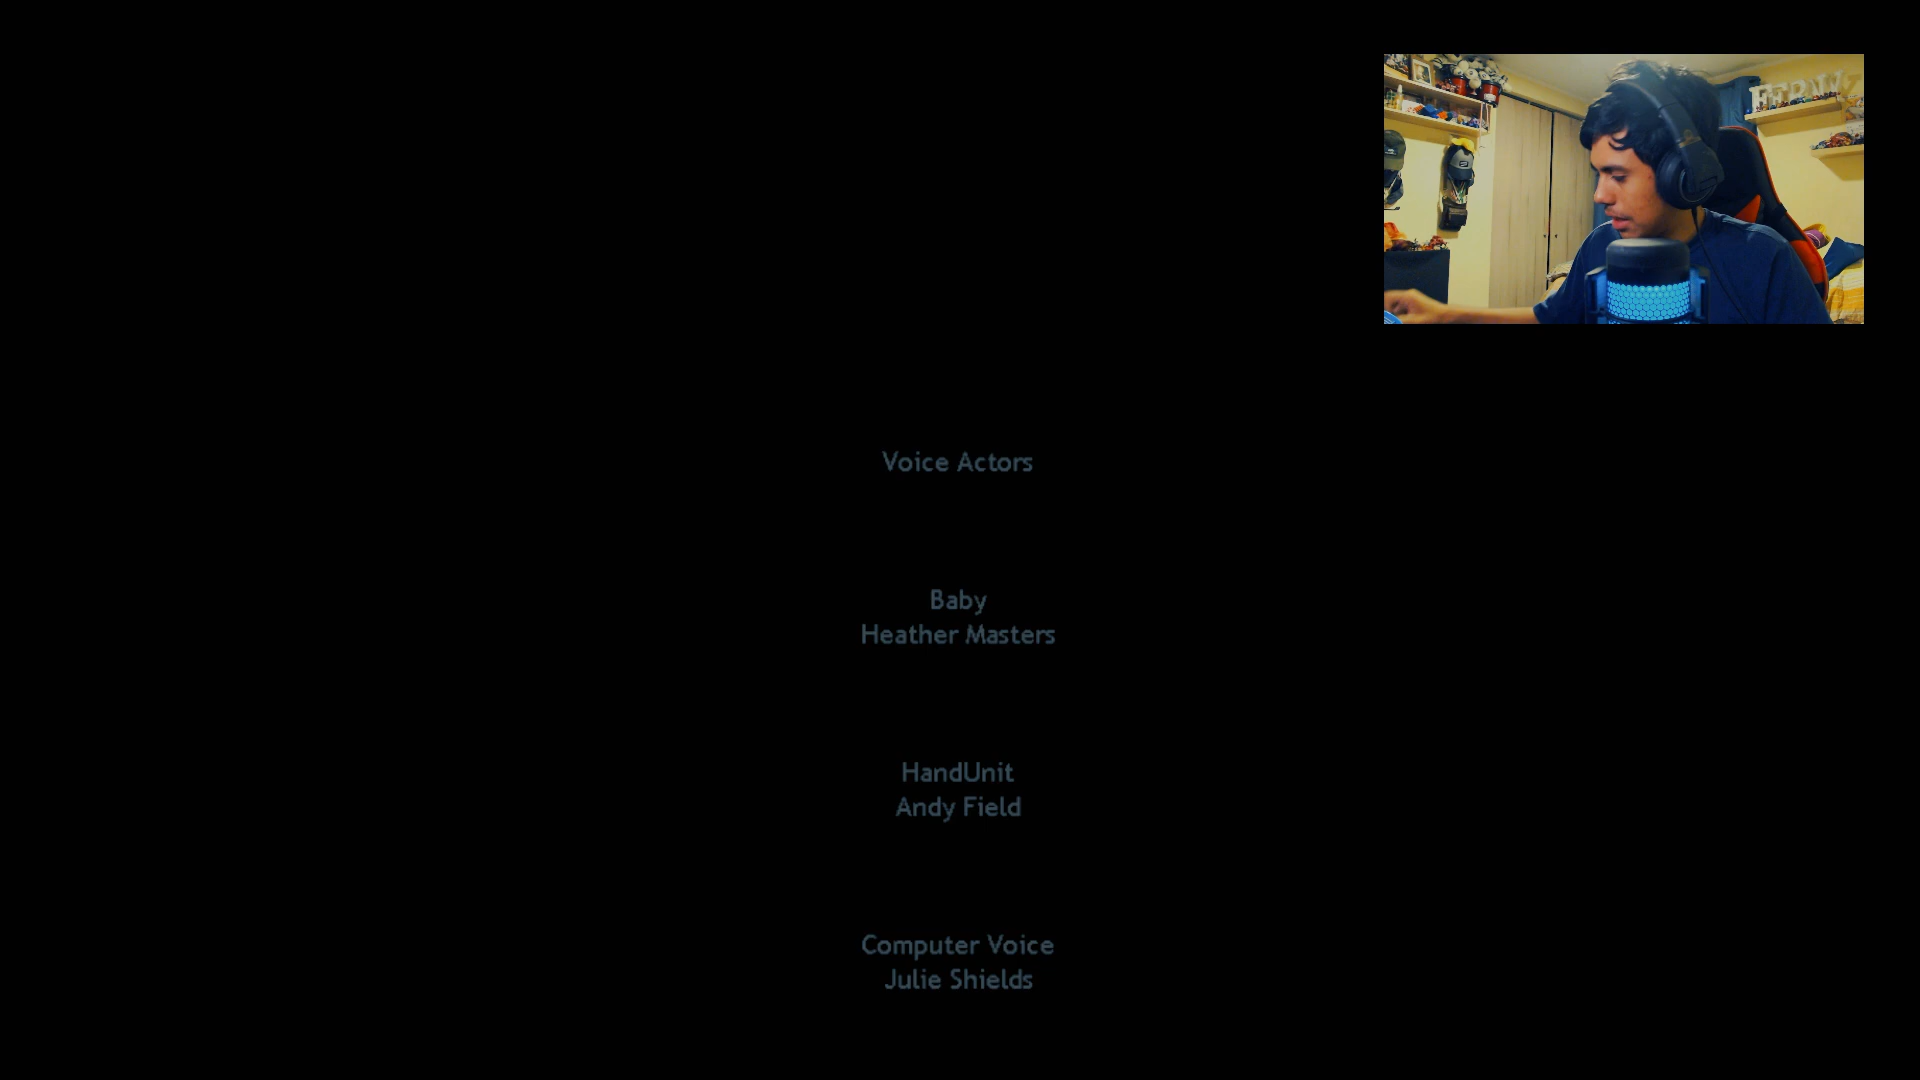 Voice Actors
Baby
Heather Masters
HandUnit
Andy Field
Computer Voice
Julie Shields